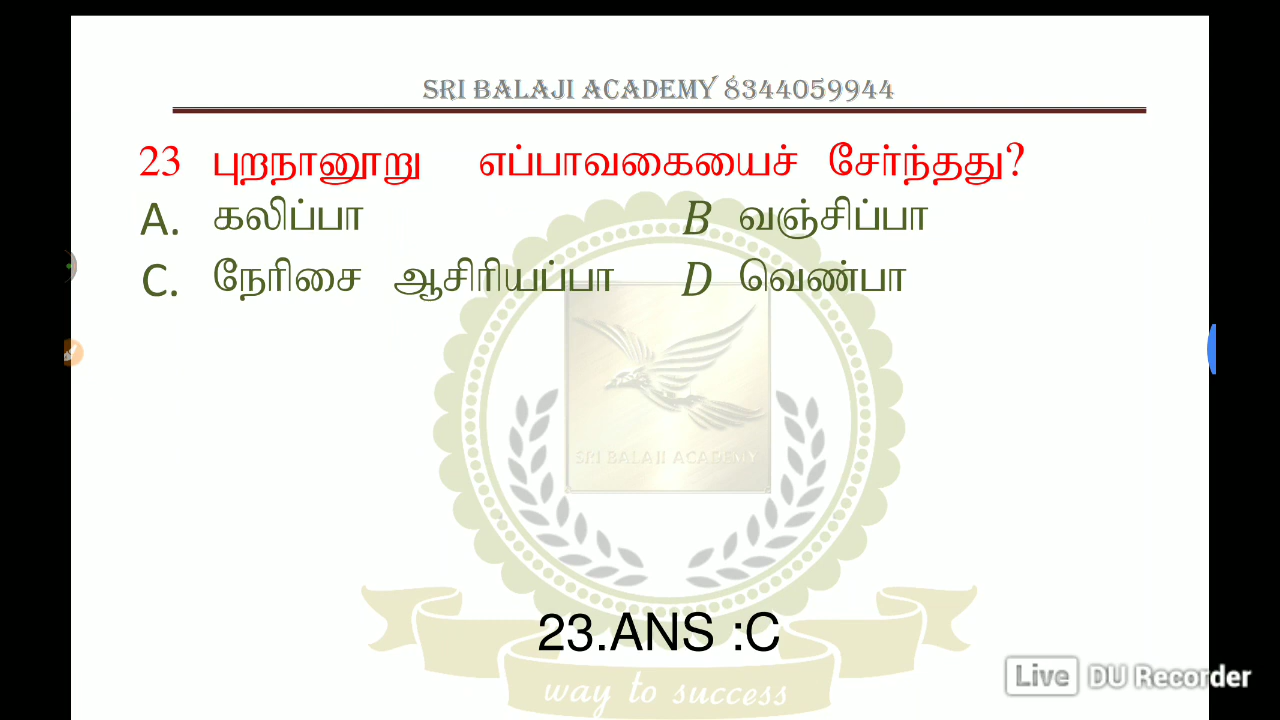 SRI BALAJI ACADEMY 8344059944
23 புறநானூறு எப்பாவகையைச் சேர்ந்தது?
A. கலிப்பா B வஞ்சிப்பா
C. நேரிசை ஆசிரியப்பா D வெண்பா
SRI BALAJI ACADEMY
23.ANS :C
way to success
Live DU Recorder